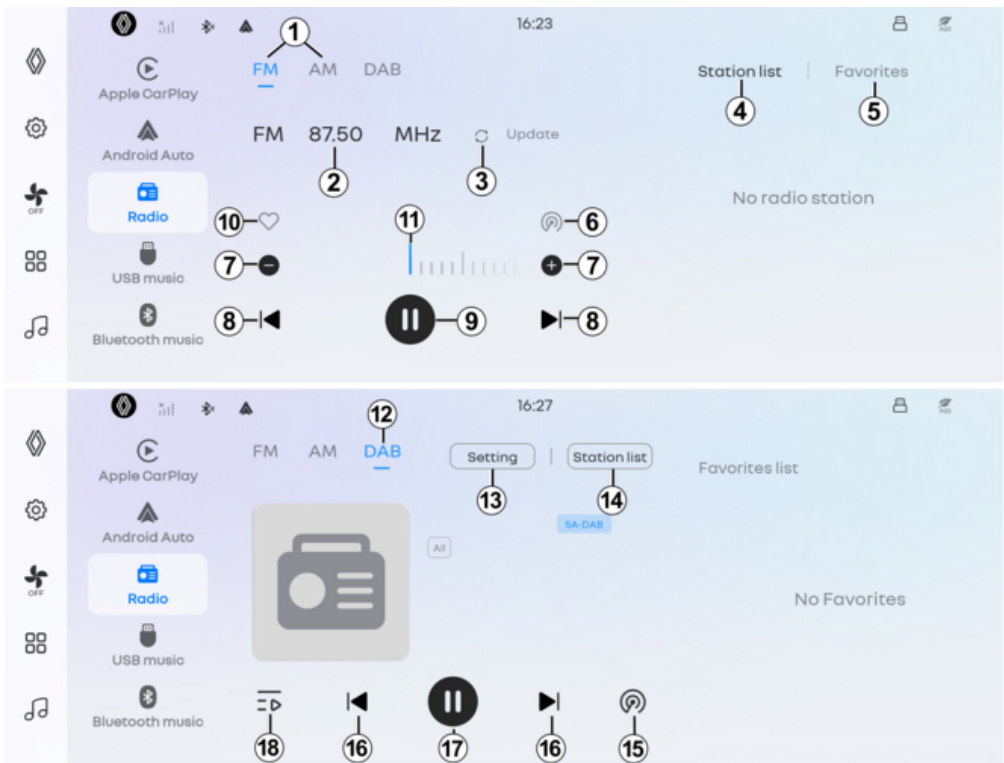 16:23
1
FM AM DAB
Station list Favorites
Apple CarPlay
4 5
FM 87.50 MHz Update
Android Auto
2 3
No radio station
Radio
10 11 6
OFF
7 7
USB music
8 9 8
Bluetooth music
16:27
12
FM AM DAB Setting Station list
Favorites list
Apple CarPlay
13 14
5A-DAB
Android Auto
All
Radio
No Favorites
OFF
USB music
Bluetooth music
18 16 17 16 15